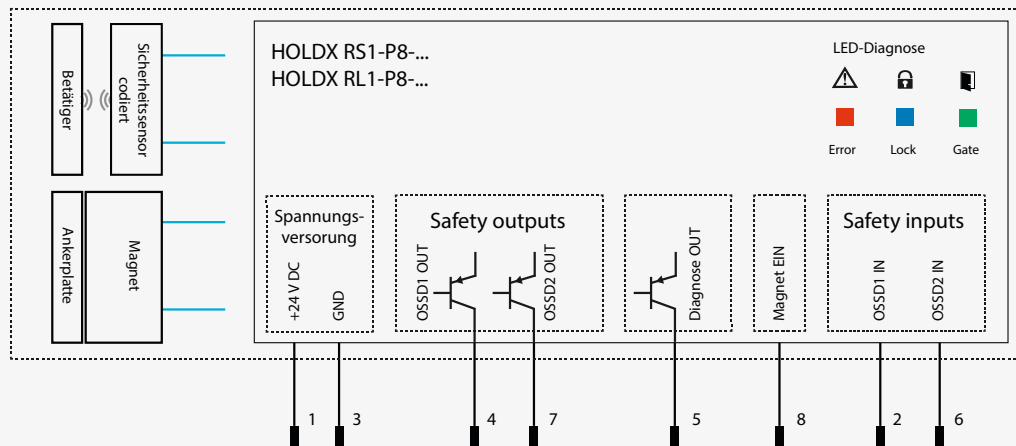 HOLDX RS1-P8-...
HOLDX RL1-P8-...
LED-Diagnose
Error
Lock
Gate
Betätiger
Sicherheitssensor
codiert
Ankerplatte
Magnet
Spannungs-
versorung
+24 V DC
GND
Safety outputs
OSSD1 OUT
OSSD2 OUT
Diagnose OUT
Magnet EIN
Safety inputs
OSSD1 IN
OSSD2 IN
1
3
4
7
5
8
2
6